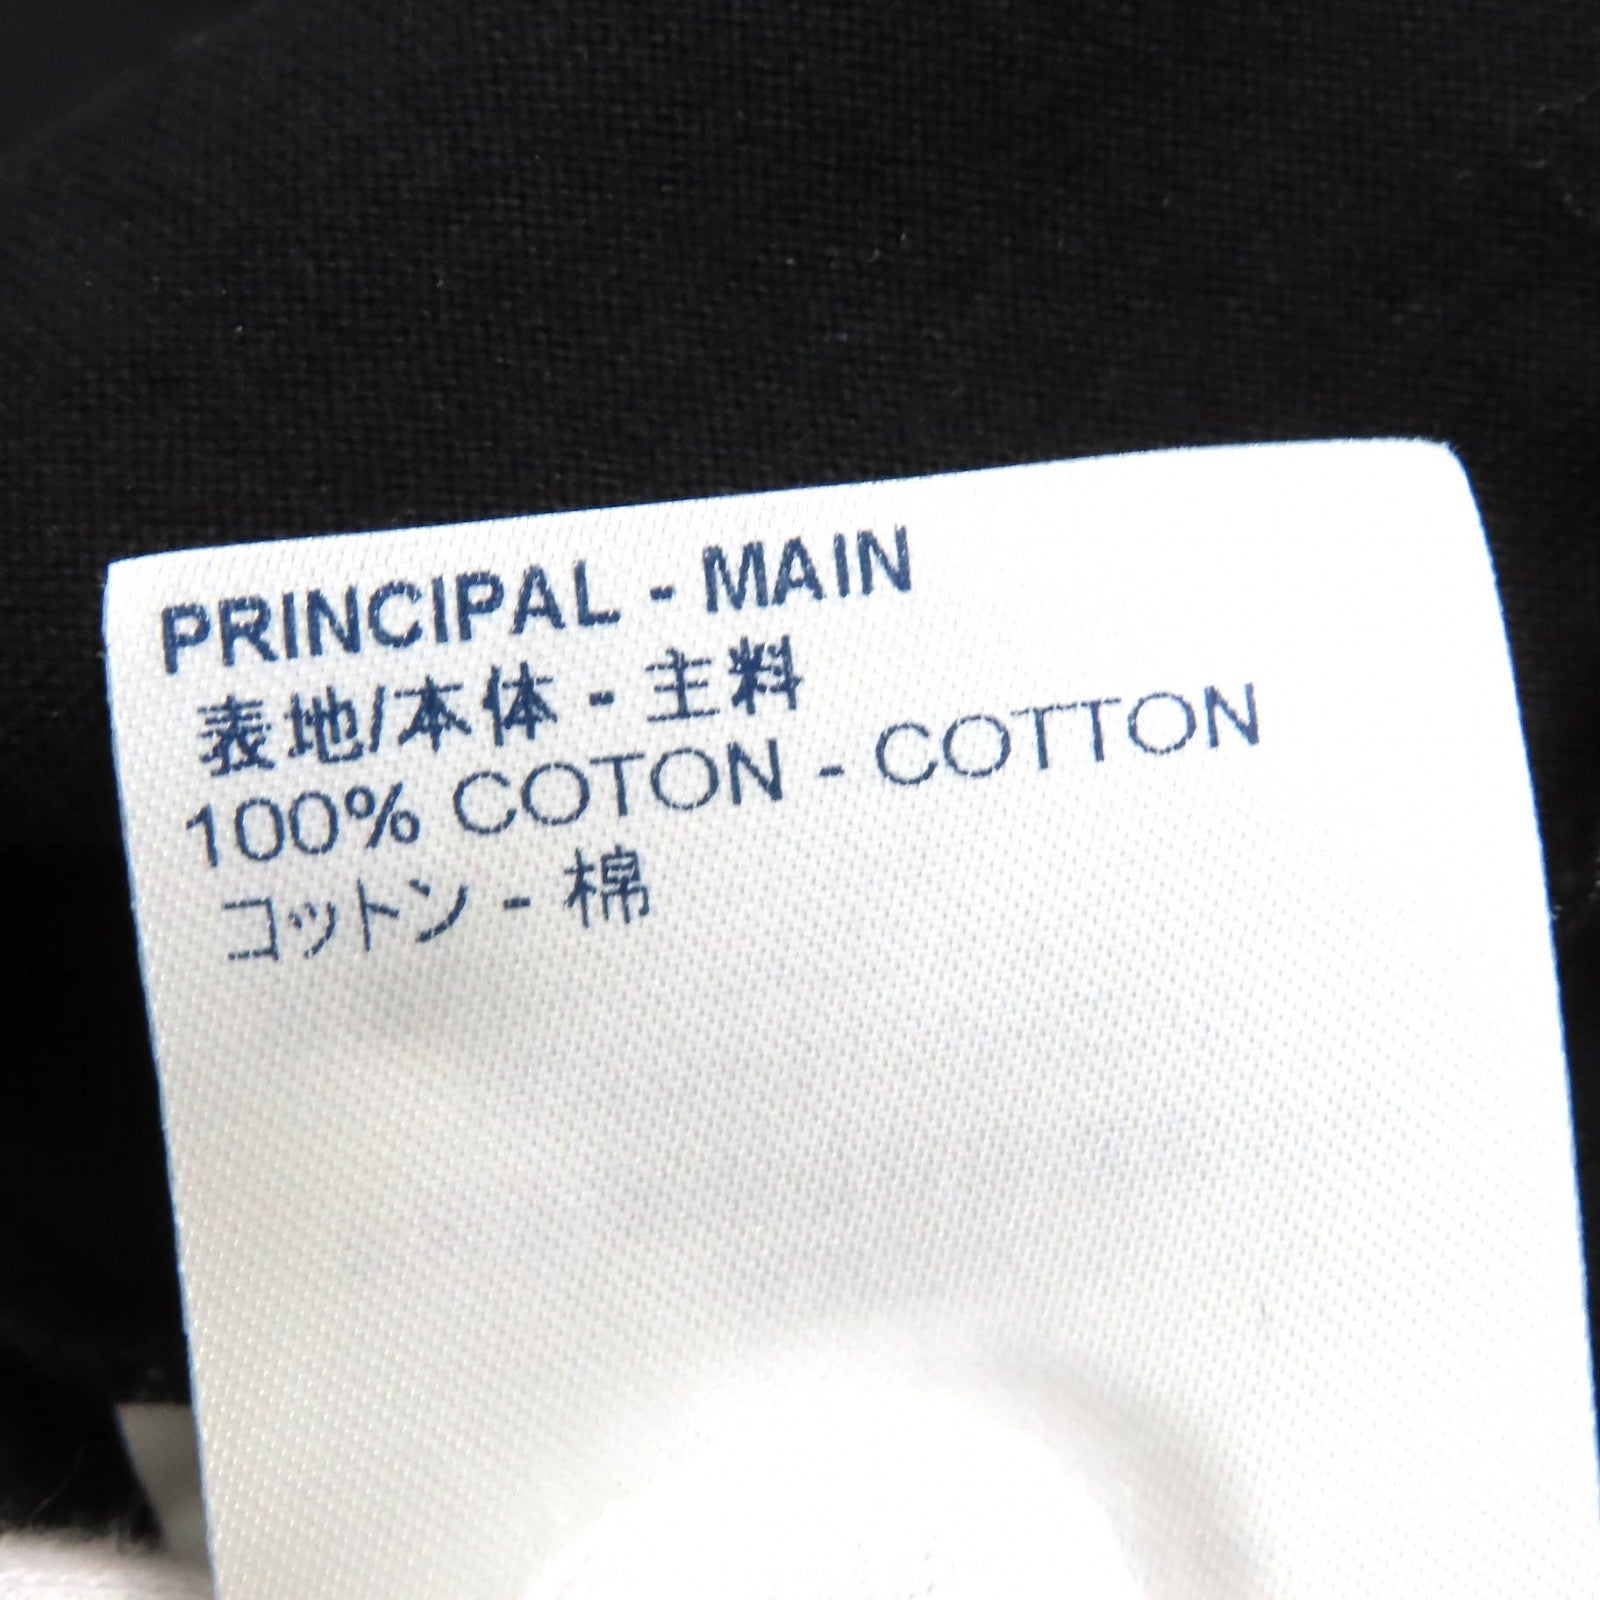 PRINCIPAL - MAIN
表地/本体 - 主料
100% COTON - COTTON
コットン - 棉